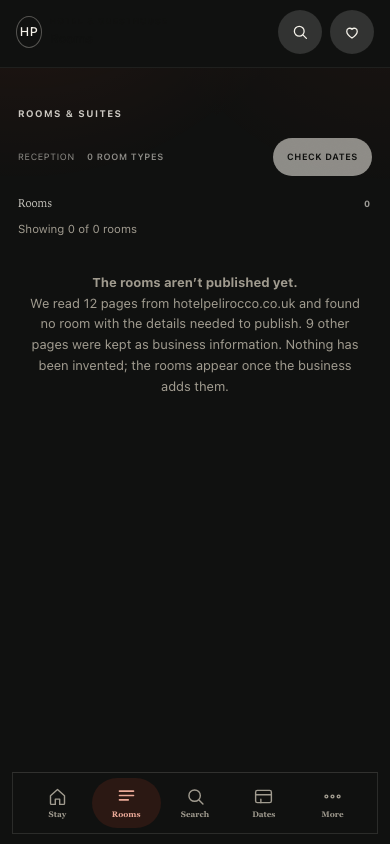 HP
ROOMS & SUITES
RECEPTION 0 ROOM TYPES
CHECK DATES
Rooms 0
Showing 0 of 0 rooms
The rooms aren’t published yet.
We read 12 pages from hotelpelirocco.co.uk and found
no room with the details needed to publish. 9 other
pages were kept as business information. Nothing has
been invented; the rooms appear once the business
adds them.
Stay Rooms Search Dates More